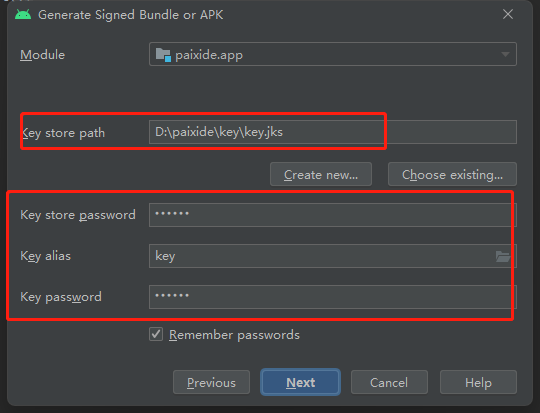 Generate Signed Bundle or APK
Module paixide.app
Key store path D:\paixide\key\key.jks
Create new... Choose existing...
Key store password ••••••
Key alias key
Key password ••••••
Remember passwords
Previous Next Cancel Help